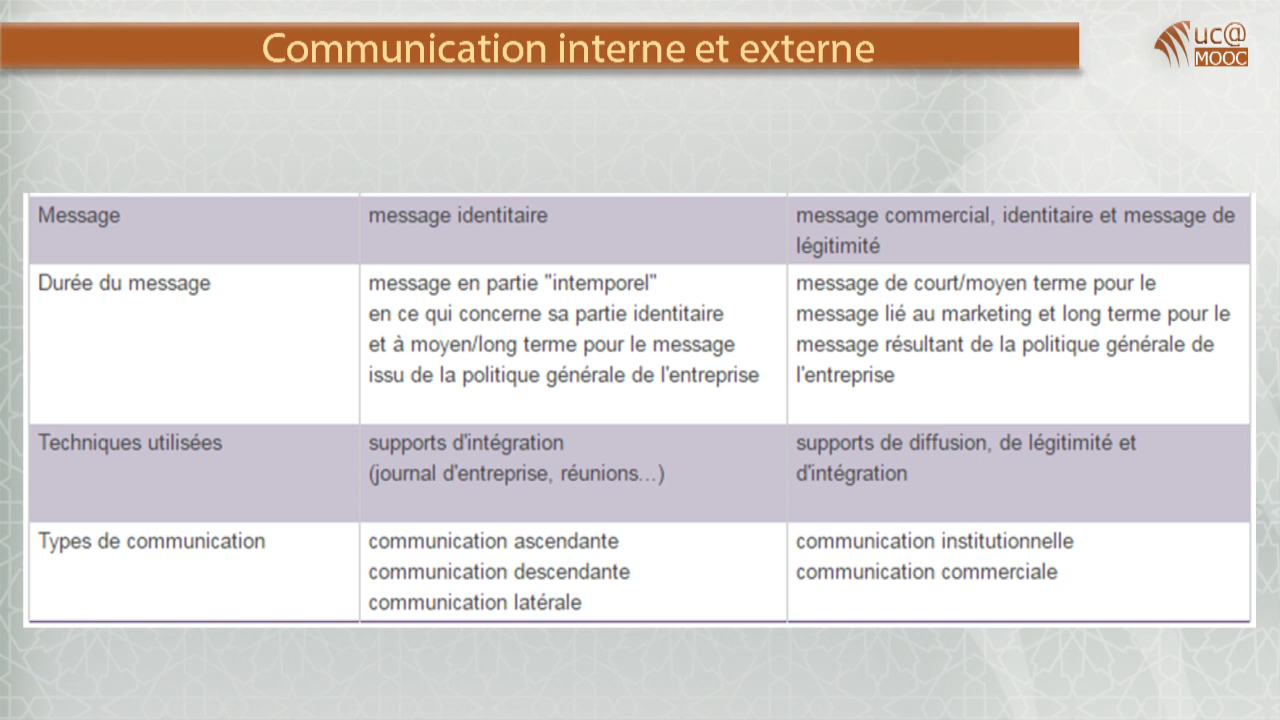 Communication interne et externe
uc@
MOOC
Message
message identitaire
message commercial, identitaire et message de
légitimité
Durée du message
message en partie "intemporel"
en ce qui concerne sa partie identitaire
et à moyen/long terme pour le message
issu de la politique générale de l'entreprise
message de court/moyen terme pour le
message lié au marketing et long terme pour le
message résultant de la politique générale de
l'entreprise
Techniques utilisées
supports d'intégration
(journal d'entreprise, réunions...)
supports de diffusion, de légitimité et
d'intégration
Types de communication
communication ascendante
communication descendante
communication latérale
communication institutionnelle
communication commerciale